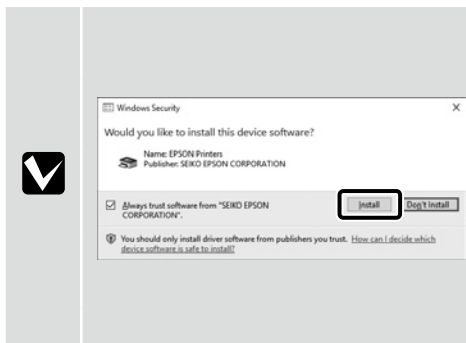 Windows Security
Would you like to install this device software?
Name: EPSON Printers
Publisher: SEIKO EPSON CORPORATION
Always trust software from "SEIKO EPSON
CORPORATION".
Install
Don't Install
You should only install driver software from publishers you trust. How can I decide which
device software is safe to install?